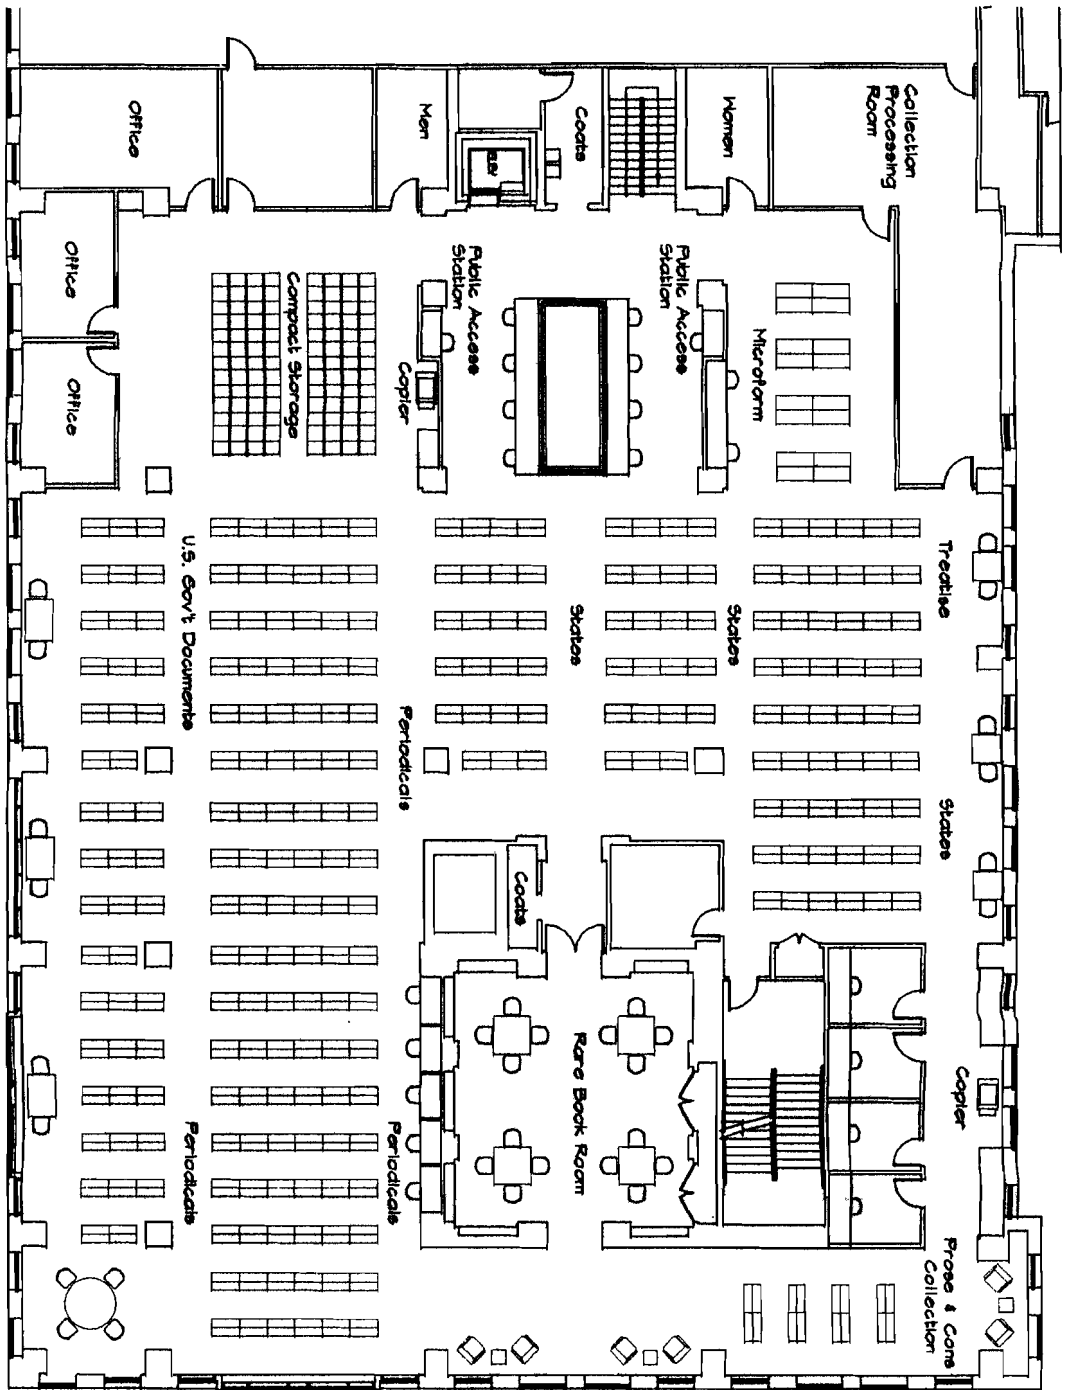 Collection
Processing
Room
Women
Coats
Elev
Men
Office
Office
Office
Public Access
Station
Public Access
Station
Microform
Copier
Compact Storage
Treatise
States
States
States
U.S. Gov't Documents
Periodicals
Coats
Rare Book Room
Copier
Periodicals
Periodicals
Prose & Cons
Collection